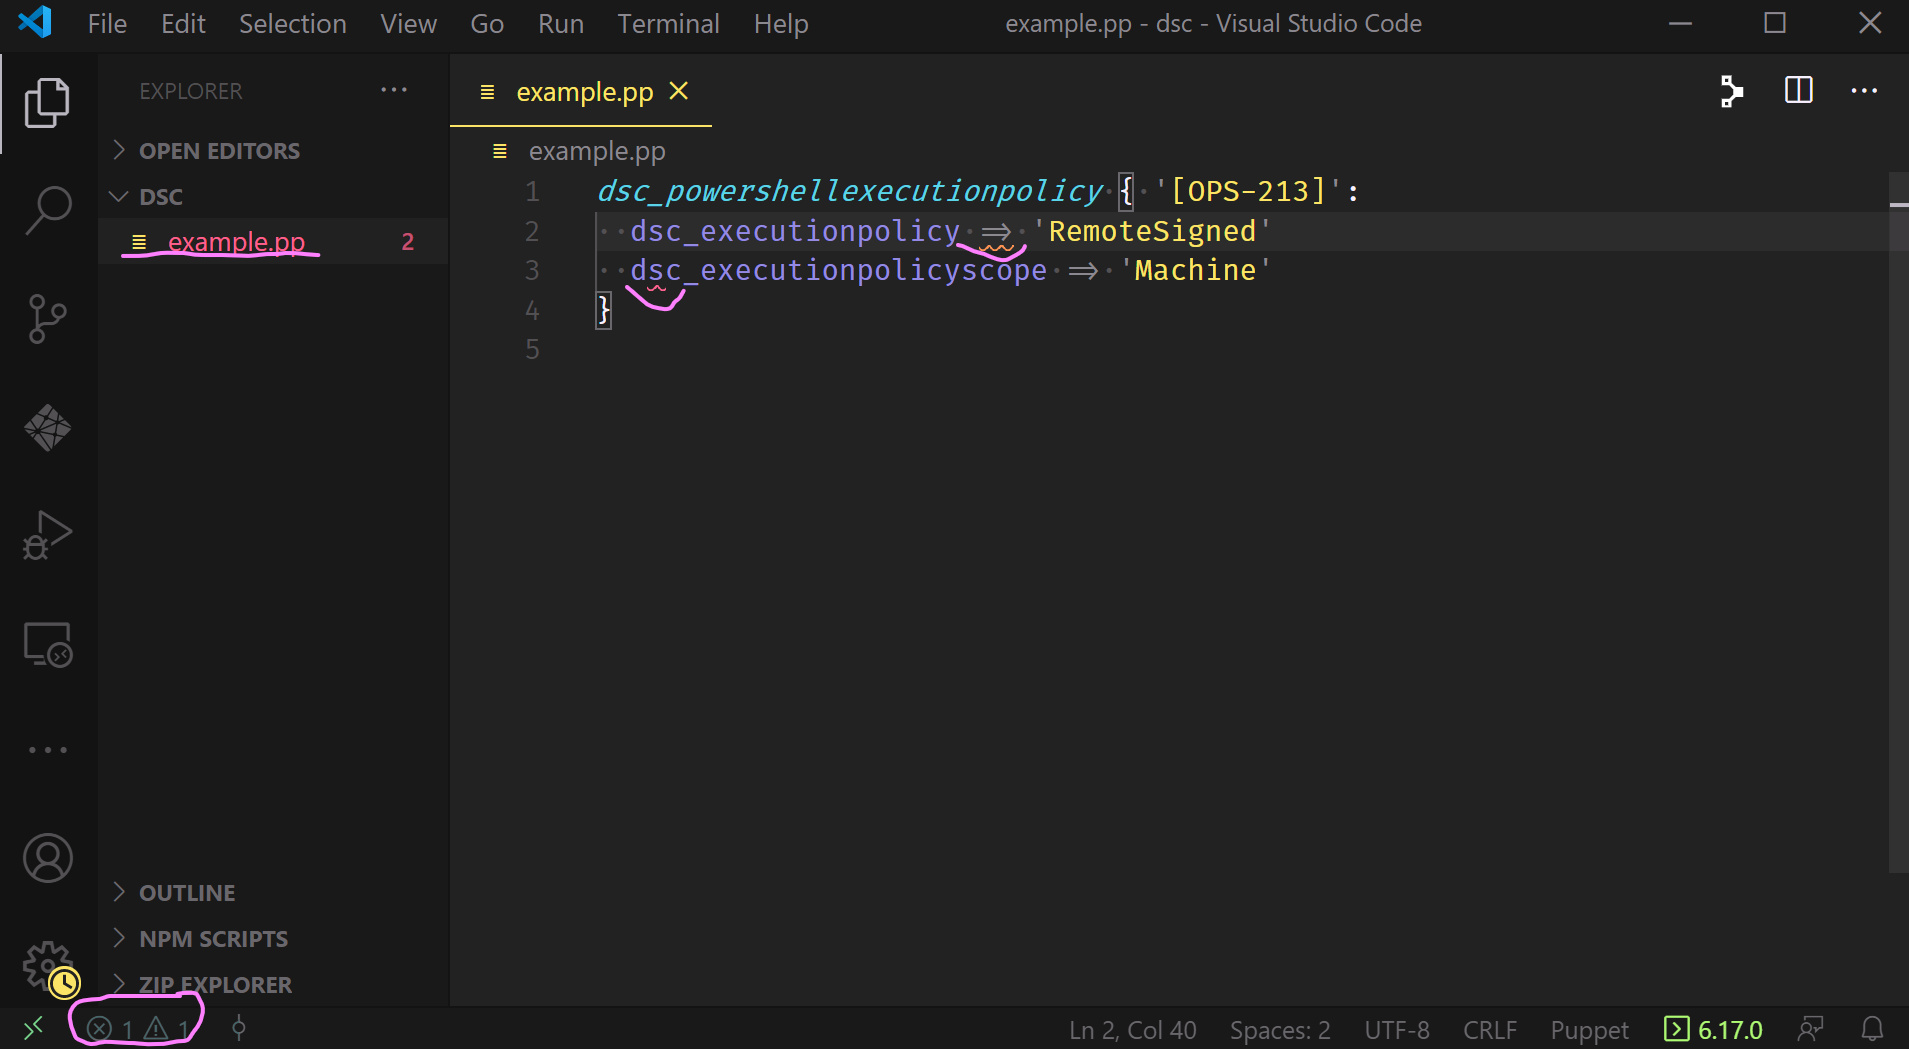 File Edit Selection View Go Run Terminal Help example.pp - dsc - Visual Studio Code
EXPLORER
OPEN EDITORS
DSC
example.pp 2
example.pp
example.pp
1 dsc_powershellexecutionpolicy { '[OPS-213]':
2 dsc_executionpolicy => 'RemoteSigned'
3 dsc_executionpolicyscope => 'Machine'
4 }
5
OUTLINE
NPM SCRIPTS
ZIP EXPLORER
1 1 Ln 2, Col 40 Spaces: 2 UTF-8 CRLF Puppet 6.17.0